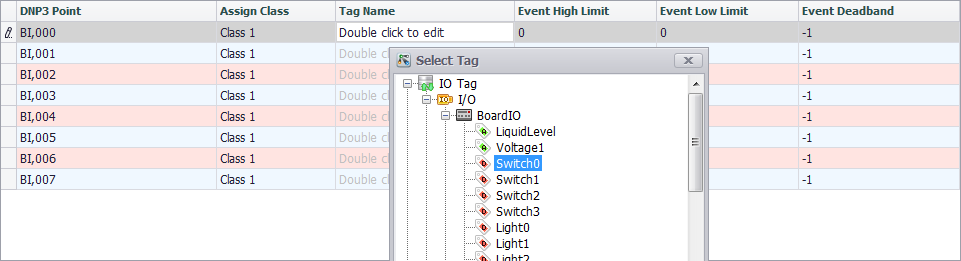 DNP3 Point Assign Class Tag Name Event High Limit Event Low Limit Event Deadband
BI,000 Class 1 Double click to edit 0 0 -1
BI,001 Class 1 Double cl -1
BI,002 Class 1 Double cl -1
BI,003 Class 1 Double cl -1
BI,004 Class 1 Double cl -1
BI,005 Class 1 Double cl -1
BI,006 Class 1 Double cl -1
BI,007 Class 1 Double cl -1
Select Tag
IO Tag
I/O
BoardIO
LiquidLevel
Voltage1
Switch0
Switch1
Switch2
Switch3
Light0
Light1
Light2